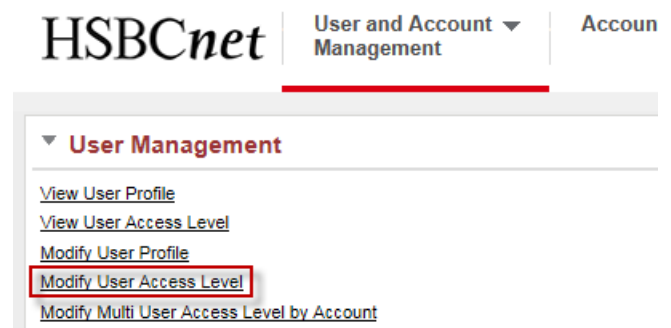 HSBCnet
User and Account
Management
Accoun
User Management
View User Profile
View User Access Level
Modify User Profile
Modify User Access Level
Modify Multi User Access Level by Account